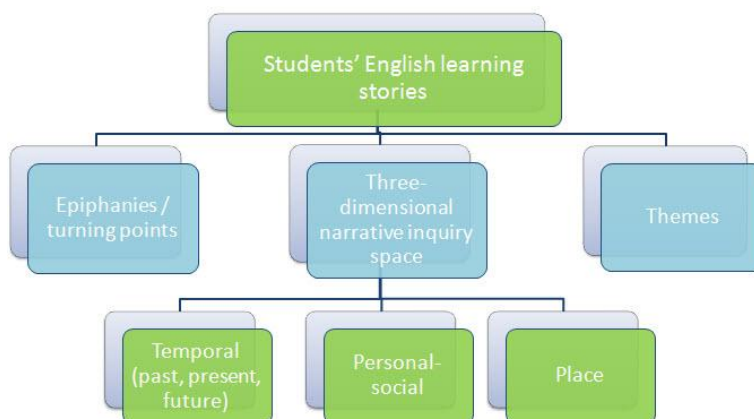 Students' English learning
stories
Epiphanies /
turning points
Three-
dimensional
narrative inquiry
space
Themes
Temporal
(past, present,
future)
Personal-
social
Place